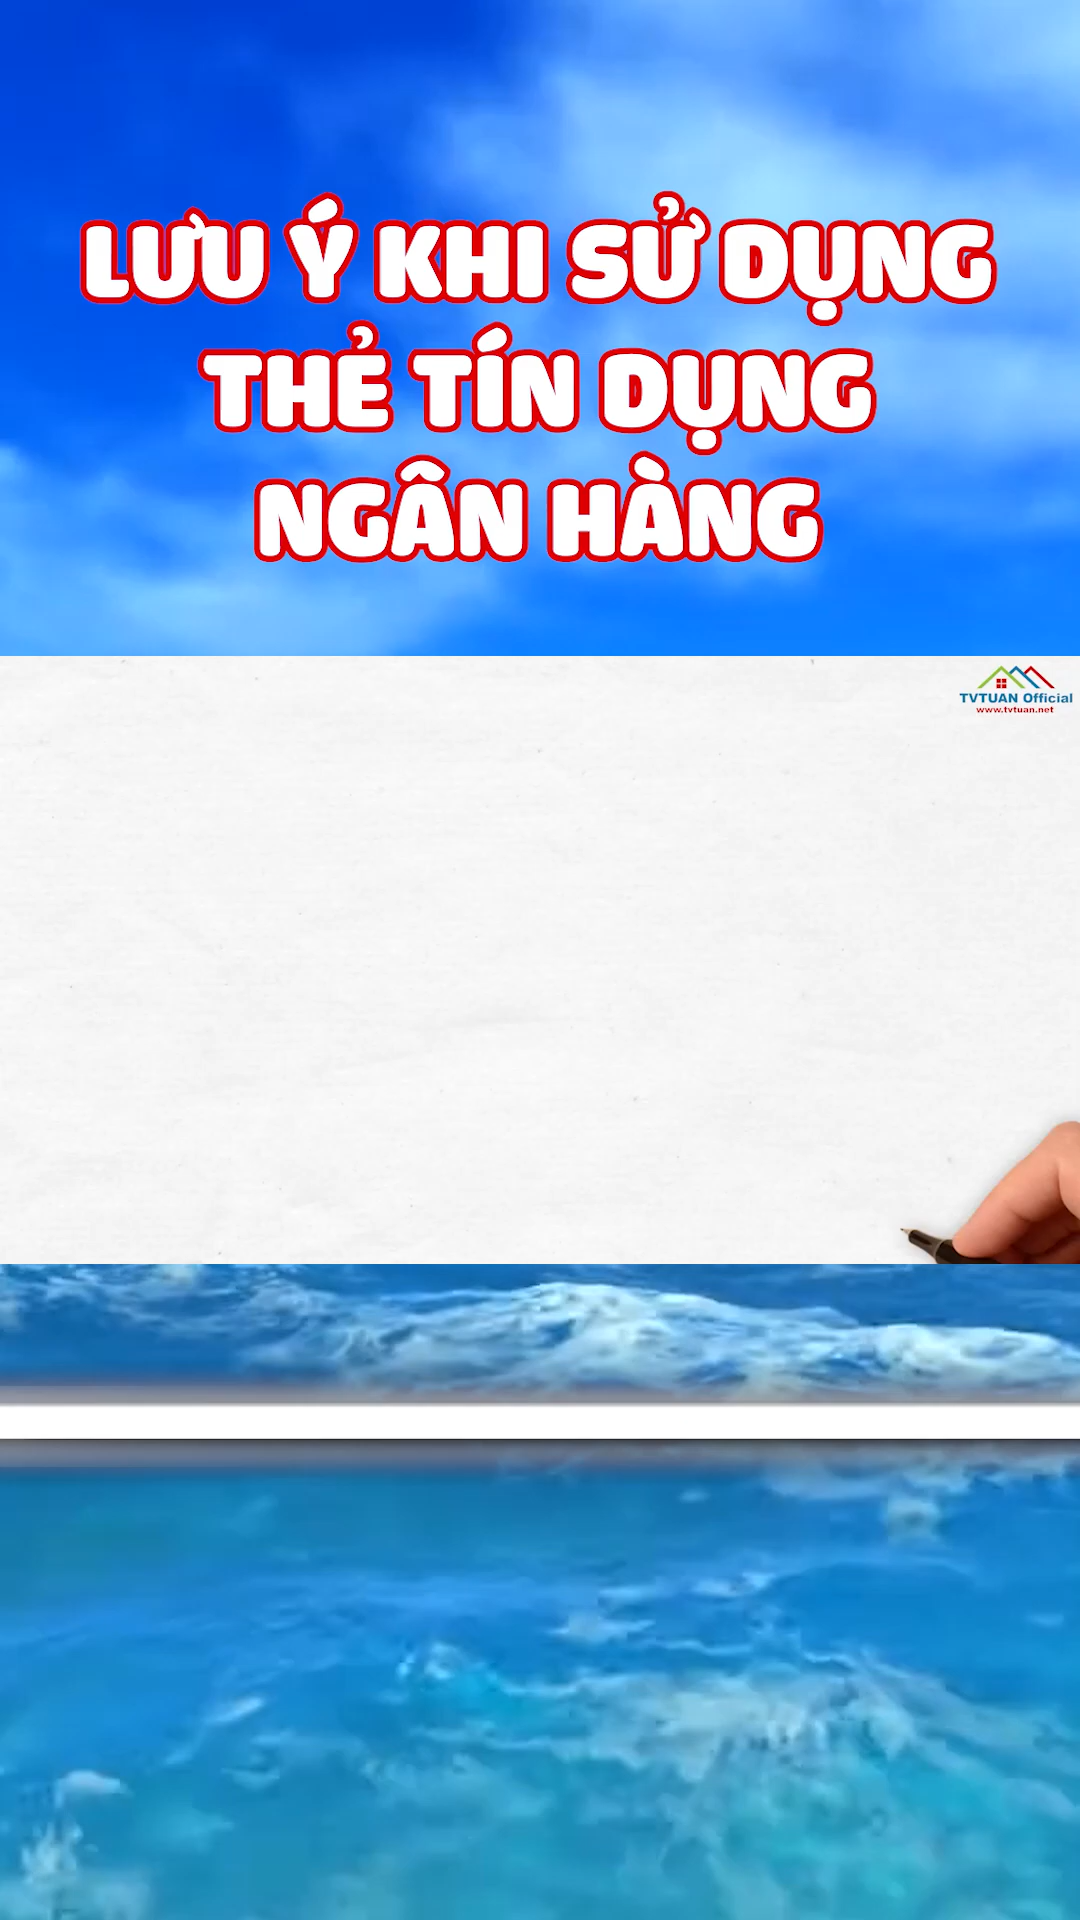 LƯU Ý KHI SỬ DỤNG
THẺ TÍN DỤNG
NGÂN HÀNG
TVTUAN Official
www.tvtuan.net